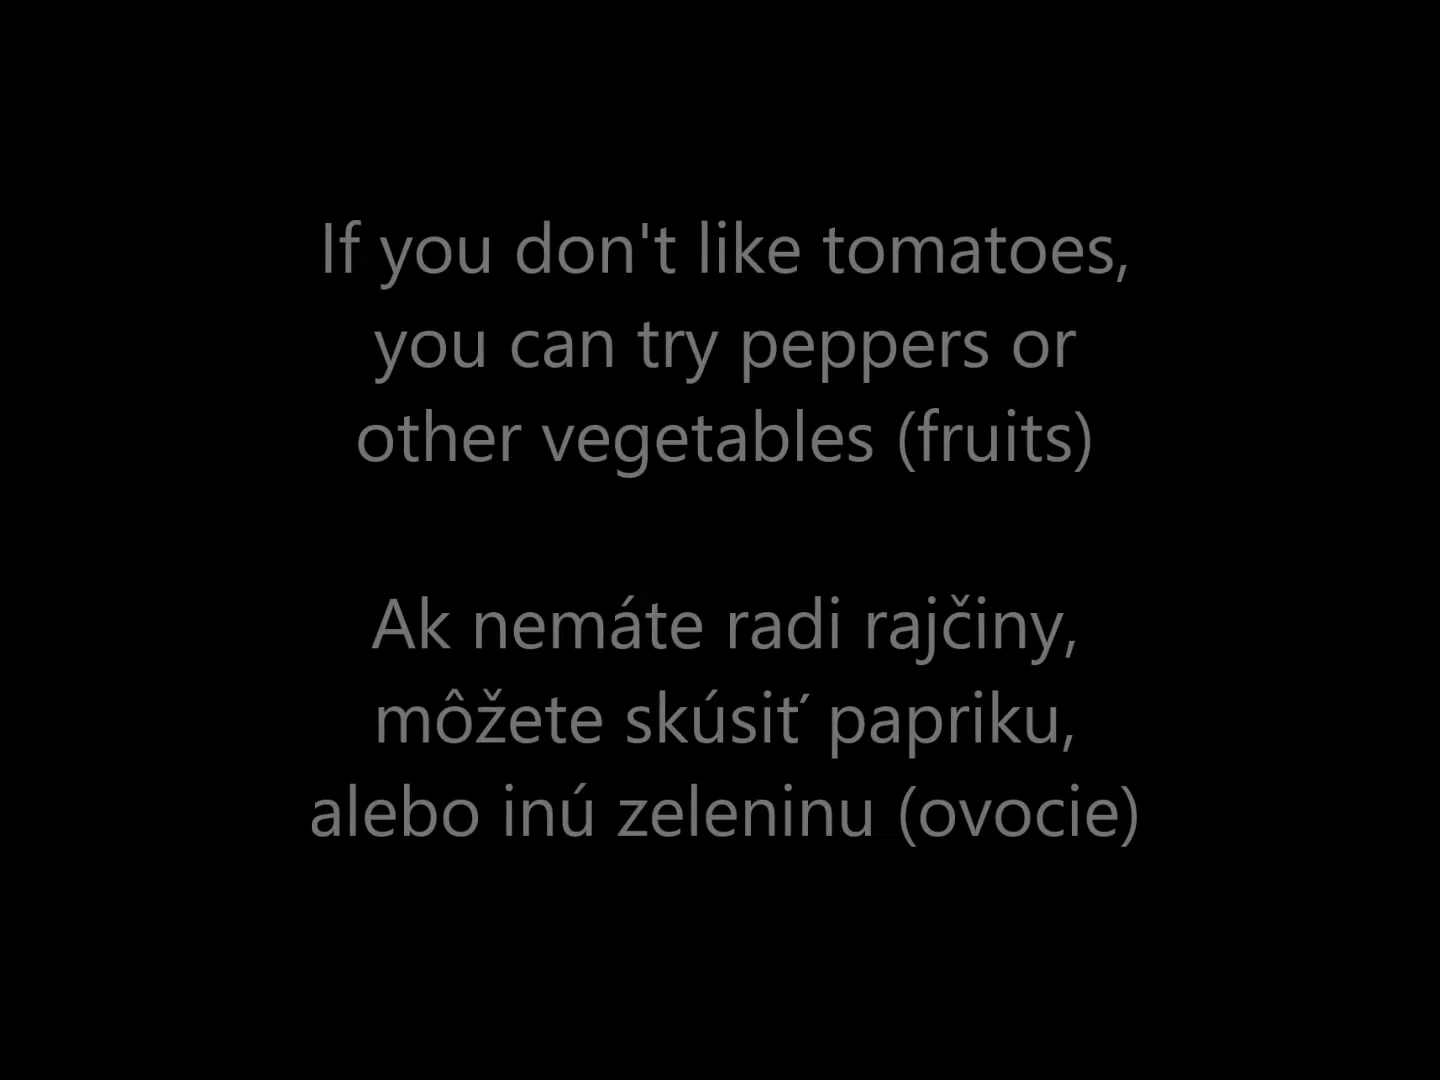 If you don't like tomatoes,
you can try peppers or
other vegetables (fruits)
Ak nemáte radi rajčiny,
môžete skúsiť papriku,
alebo inú zeleninu (ovocie)